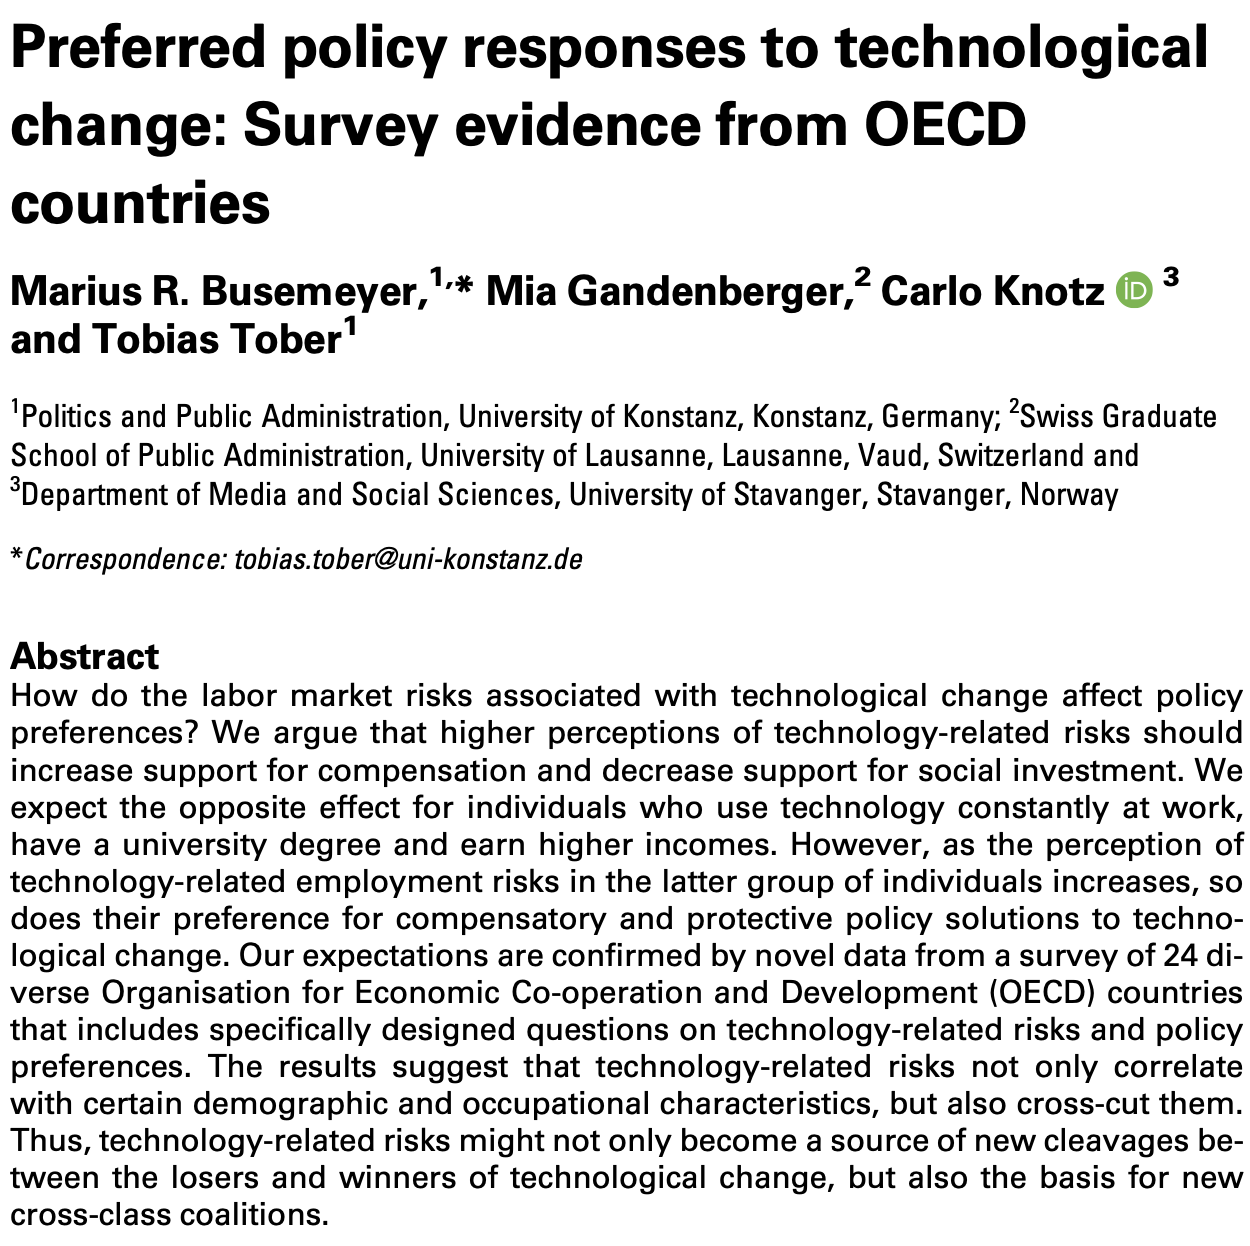 Preferred policy responses to technological
change: Survey evidence from OECD
countries
Marius R. Busemeyer,1,* Mia Gandenberger,2 Carlo Knotz iD 3
and Tobias Tober1
1Politics and Public Administration, University of Konstanz, Konstanz, Germany; 2Swiss Graduate
School of Public Administration, University of Lausanne, Lausanne, Vaud, Switzerland and
3Department of Media and Social Sciences, University of Stavanger, Stavanger, Norway
*Correspondence: tobias.tober@uni-konstanz.de
Abstract
How do the labor market risks associated with technological change affect policy
preferences? We argue that higher perceptions of technology-related risks should
increase support for compensation and decrease support for social investment. We
expect the opposite effect for individuals who use technology constantly at work,
have a university degree and earn higher incomes. However, as the perception of
technology-related employment risks in the latter group of individuals increases, so
does their preference for compensatory and protective policy solutions to techno-
logical change. Our expectations are confirmed by novel data from a survey of 24 di-
verse Organisation for Economic Co-operation and Development (OECD) countries
that includes specifically designed questions on technology-related risks and policy
preferences. The results suggest that technology-related risks not only correlate
with certain demographic and occupational characteristics, but also cross-cut them.
Thus, technology-related risks might not only become a source of new cleavages be-
tween the losers and winners of technological change, but also the basis for new
cross-class coalitions.